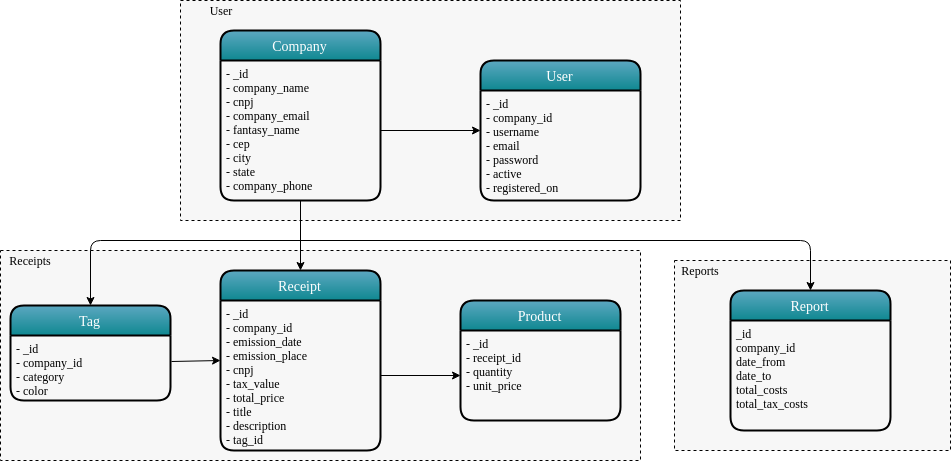 User
Company
- _id
- company_name
- cnpj
- company_email
- fantasy_name
- cep
- city
- state
- company_phone
User
- _id
- company_id
- username
- email
- password
- active
- registered_on
Receipts
Tag
- _id
- company_id
- category
- color
Receipt
- _id
- company_id
- emission_date
- emission_place
- cnpj
- tax_value
- total_price
- title
- description
- tag_id
Product
- _id
- receipt_id
- quantity
- unit_price
Reports
Report
_id
company_id
date_from
date_to
total_costs
total_tax_costs